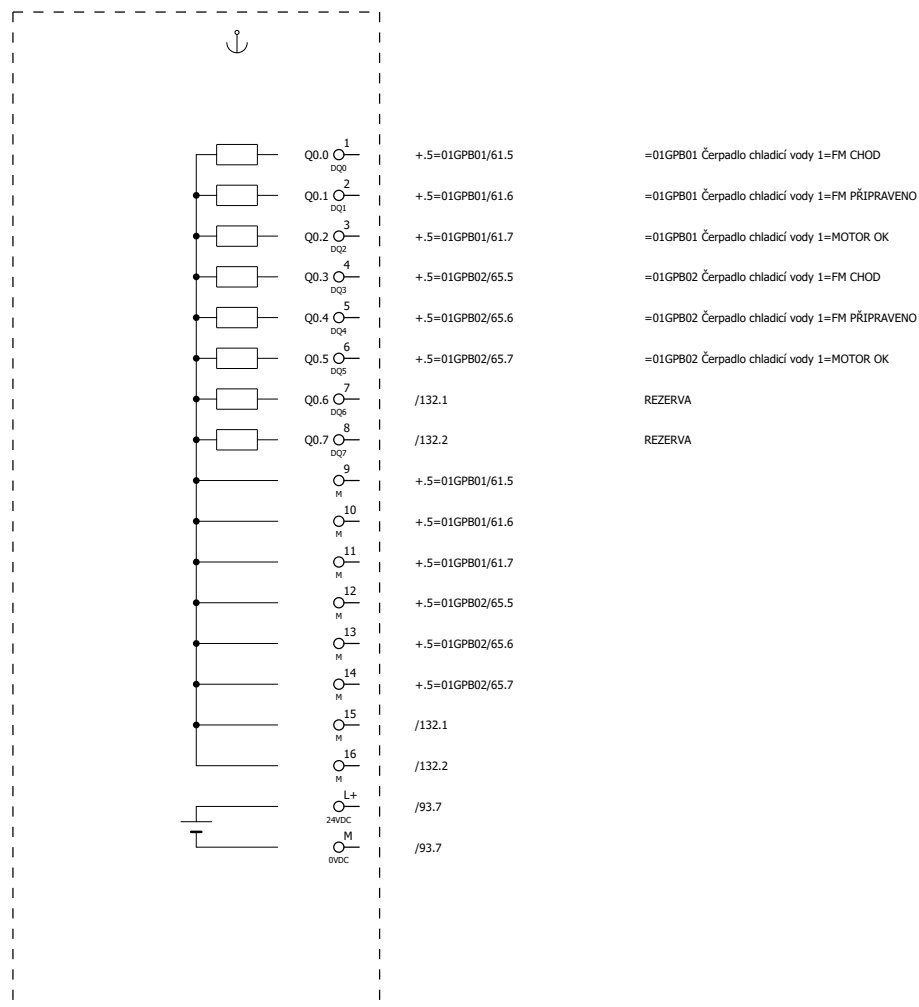 1
Q0.0 +.5=01GPB01/61.5 =01GPB01 Čerpadlo chladicí vody 1=FM CHOD
DQ0
2
Q0.1 +.5=01GPB01/61.6 =01GPB01 Čerpadlo chladicí vody 1=FM PŘIPRAVENO
DQ1
3
Q0.2 +.5=01GPB01/61.7 =01GPB01 Čerpadlo chladicí vody 1=MOTOR OK
DQ2
4
Q0.3 +.5=01GPB02/65.5 =01GPB02 Čerpadlo chladicí vody 1=FM CHOD
DQ3
5
Q0.4 +.5=01GPB02/65.6 =01GPB02 Čerpadlo chladicí vody 1=FM PŘIPRAVENO
DQ4
6
Q0.5 +.5=01GPB02/65.7 =01GPB02 Čerpadlo chladicí vody 1=MOTOR OK
DQ5
7
Q0.6 /132.1 REZERVA
DQ6
8
Q0.7 /132.2 REZERVA
DQ7
9
+.5=01GPB01/61.5
M
10
+.5=01GPB01/61.6
M
11
+.5=01GPB01/61.7
M
12
+.5=01GPB02/65.5
M
13
+.5=01GPB02/65.6
M
14
+.5=01GPB02/65.7
M
15
/132.1
M
16
/132.2
M
L+
/93.7
24VDC
M
/93.7
0VDC